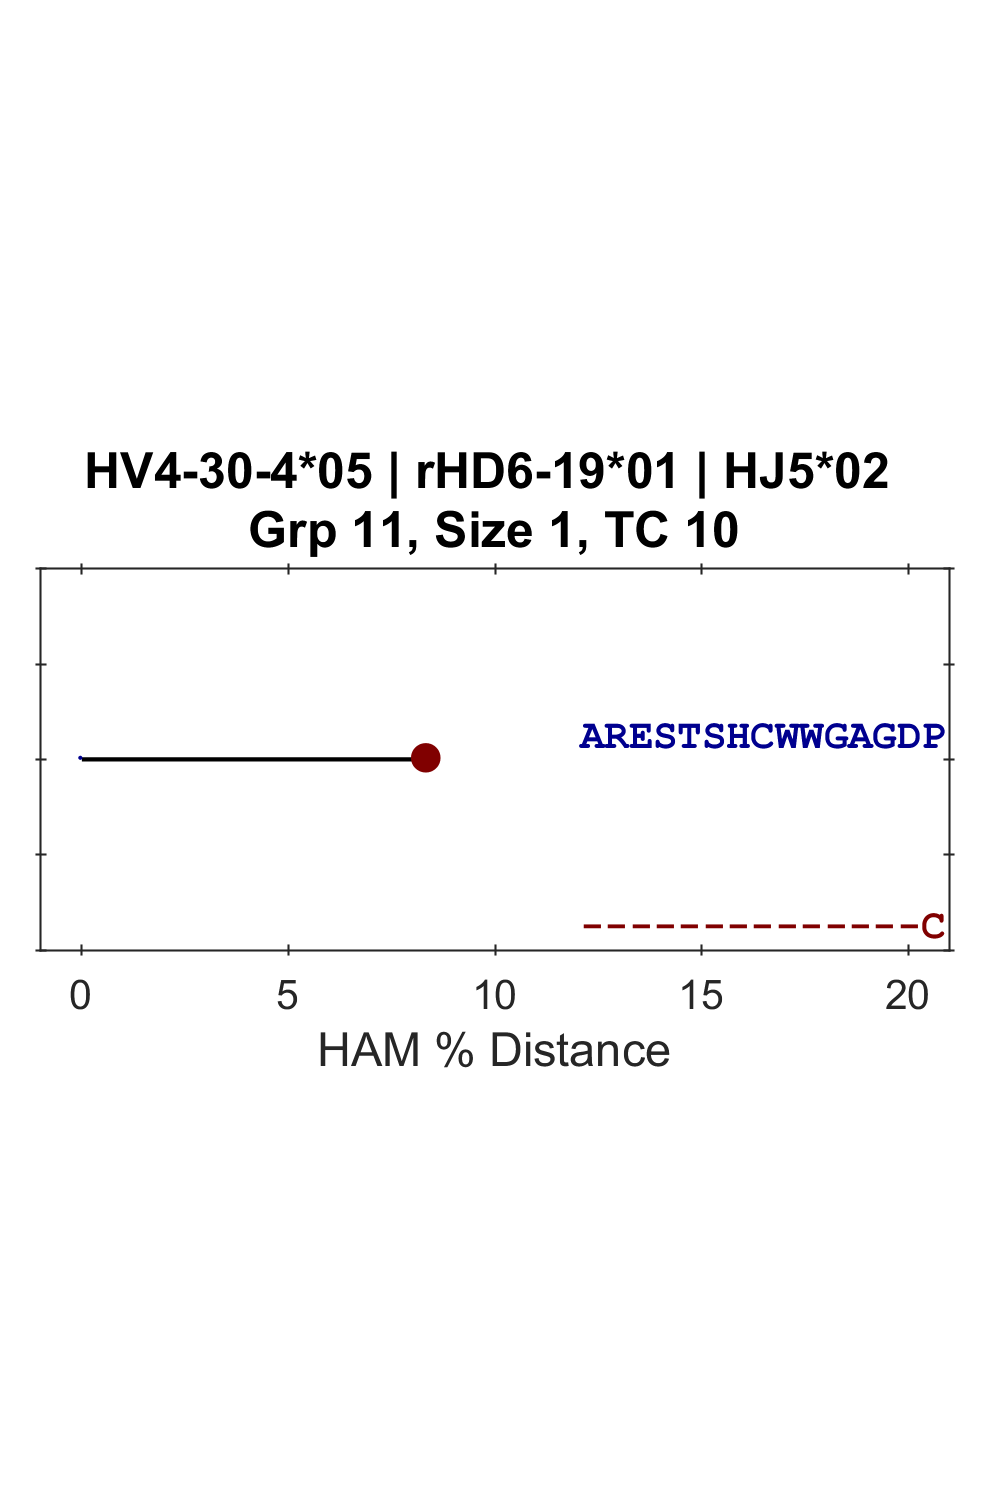 HV4-30-4*05 | rHD6-19*01 | HJ5*02
Grp 11, Size 1, TC 10
ARESTSHCWWGAGDP
--------------C
0 5 10 15 20
HAM % Distance